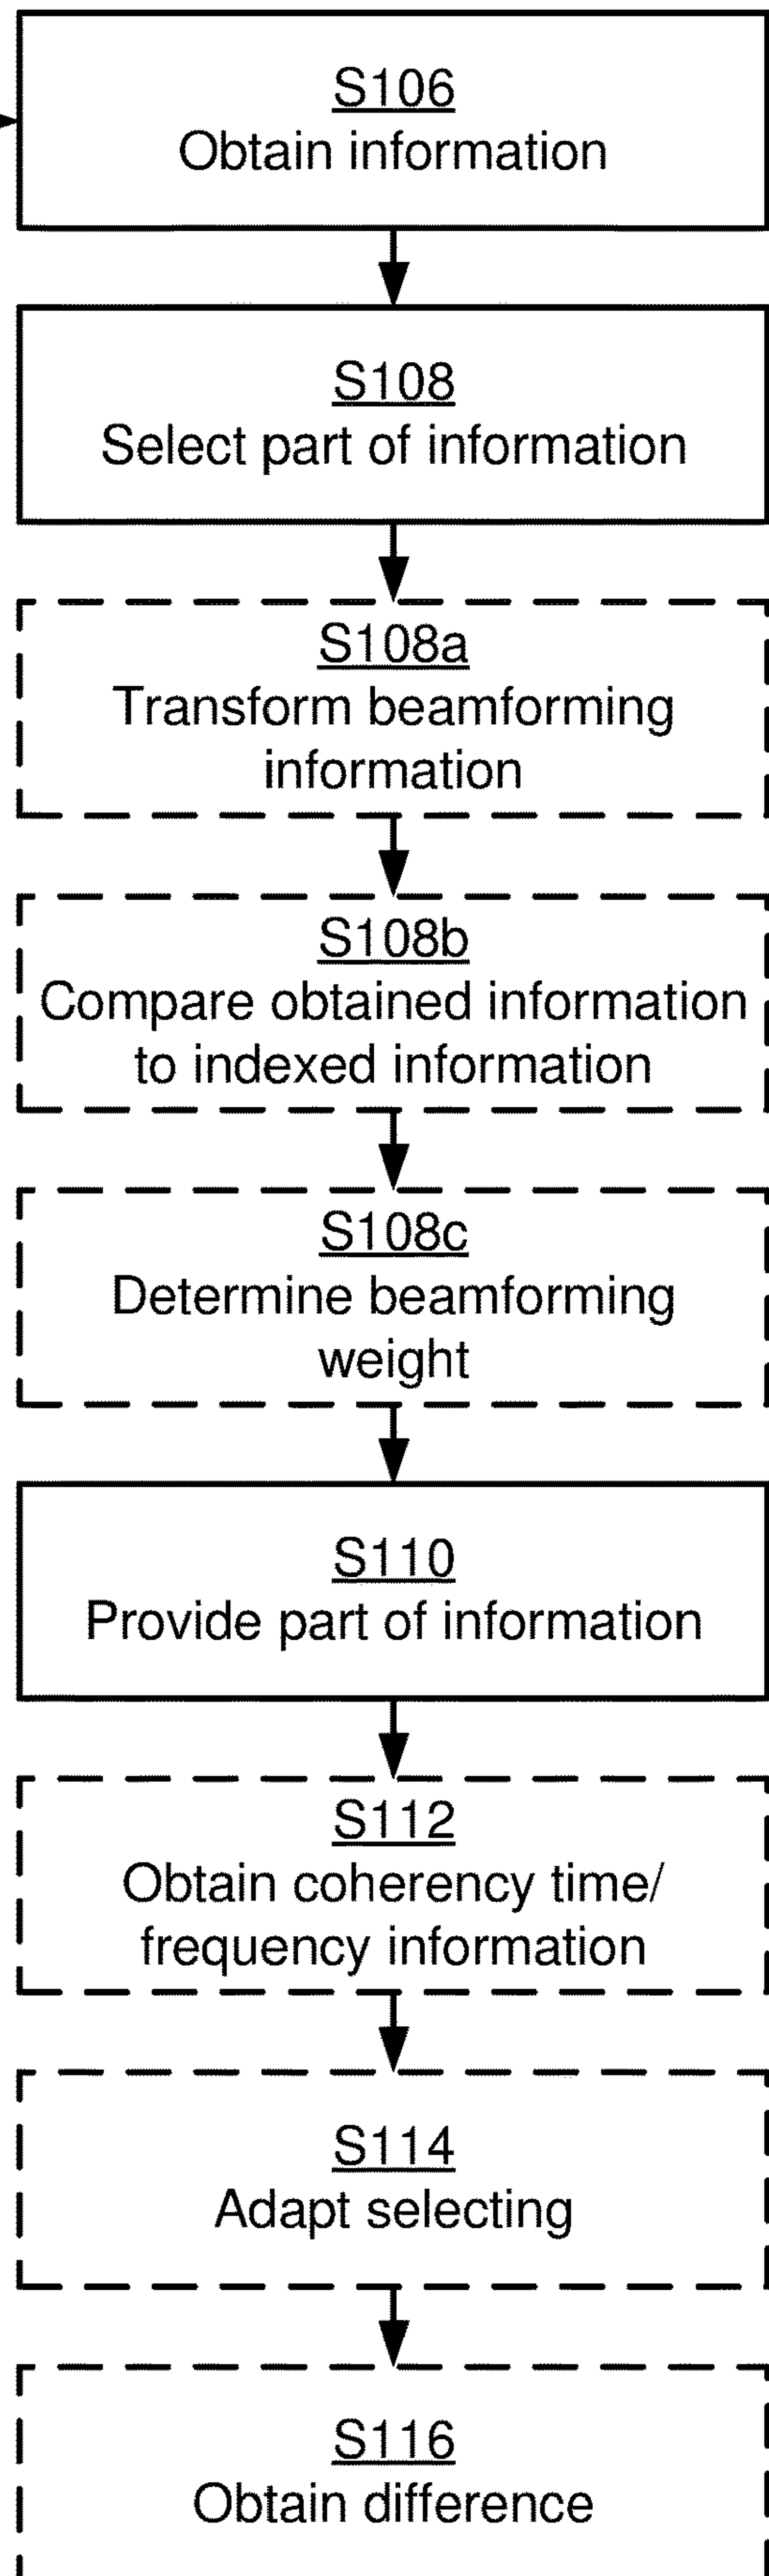 S106
Obtain information
S108
Select part of information
S108a
Transform beamforming
information
S108b
Compare obtained information
to indexed information
S108c
Determine beamforming
weight
S110
Provide part of information
S112
Obtain coherency time/
frequency information
S114
Adapt selecting
S116
Obtain difference